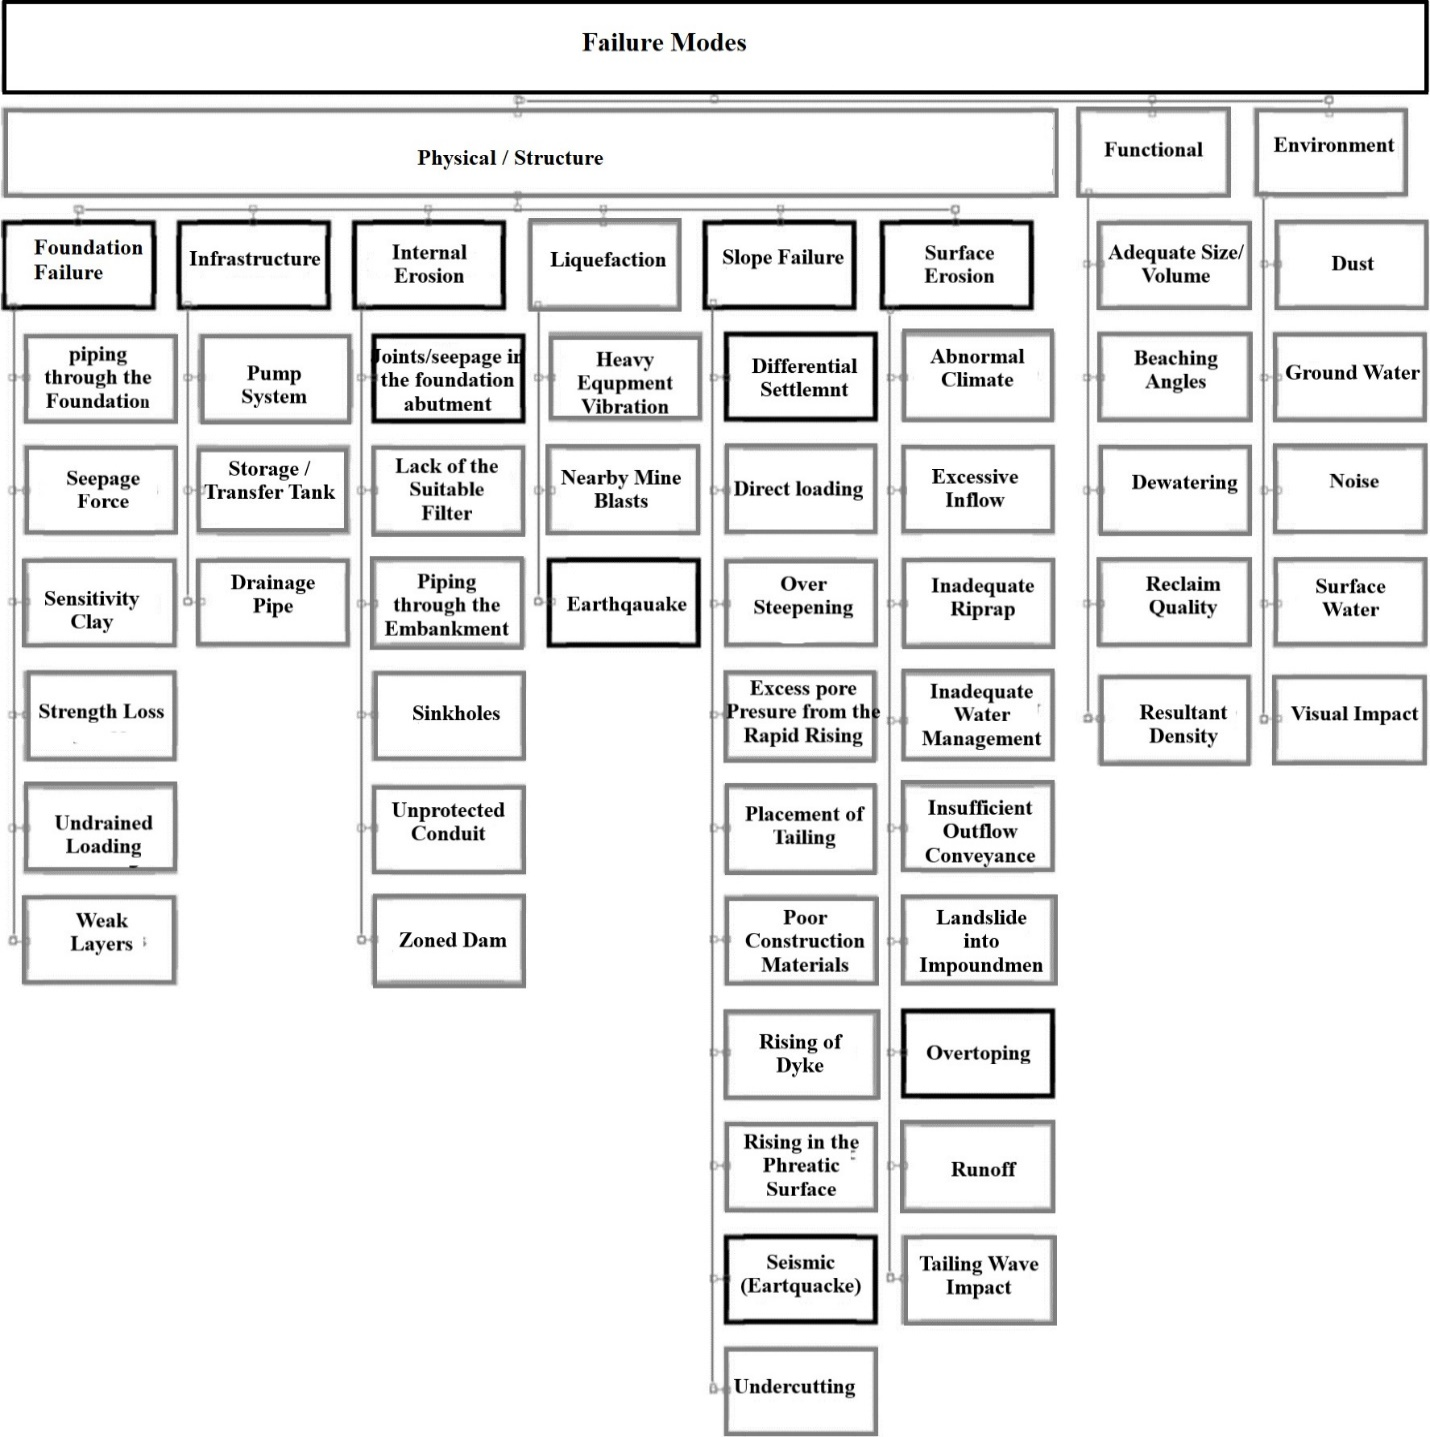 Failure Modes
Physical / Structure
Functional
Environment
Foundation
Failure
Infrastructure
Internal
Erosion
Liquefaction
Slope Failure
Surface
Erosion
piping
through the
Foundation
Seepage
Force
Sensitivity
Clay
Strength Loss
Undrained
Loading
Weak
Layers
Pump
System
Storage /
Transfer Tank
Drainage
Pipe
Joints/seepage in
the foundation
abutment
Lack of the
Suitable
Filter
Piping
through the
Embankment
Sinkholes
Unprotected
Conduit
Zoned Dam
Heavy
Equpment
Vibration
Nearby Mine
Blasts
Earthqauake
Differential
Settlemnt
Direct loading
Over
Steepening
Excess pore
Presure from the
Rapid Rising
Placement of
Tailing
Poor
Construction
Materials
Rising of
Dyke
Rising in the
Phreatic
Surface
Seismic
(Eartquacke)
Undercutting
Abnormal
Climate
Excessive
Inflow
Inadequate
Riprap
Inadequate
Water
Management
Insufficient
Outflow
Conveyance
Landslide
into
Impoundmen
Overtoping
Runoff
Tailing Wave
Impact
Adequate Size/
Volume
Beaching
Angles
Dewatering
Reclaim
Quality
Resultant
Density
Dust
Ground Water
Noise
Surface
Water
Visual Impact